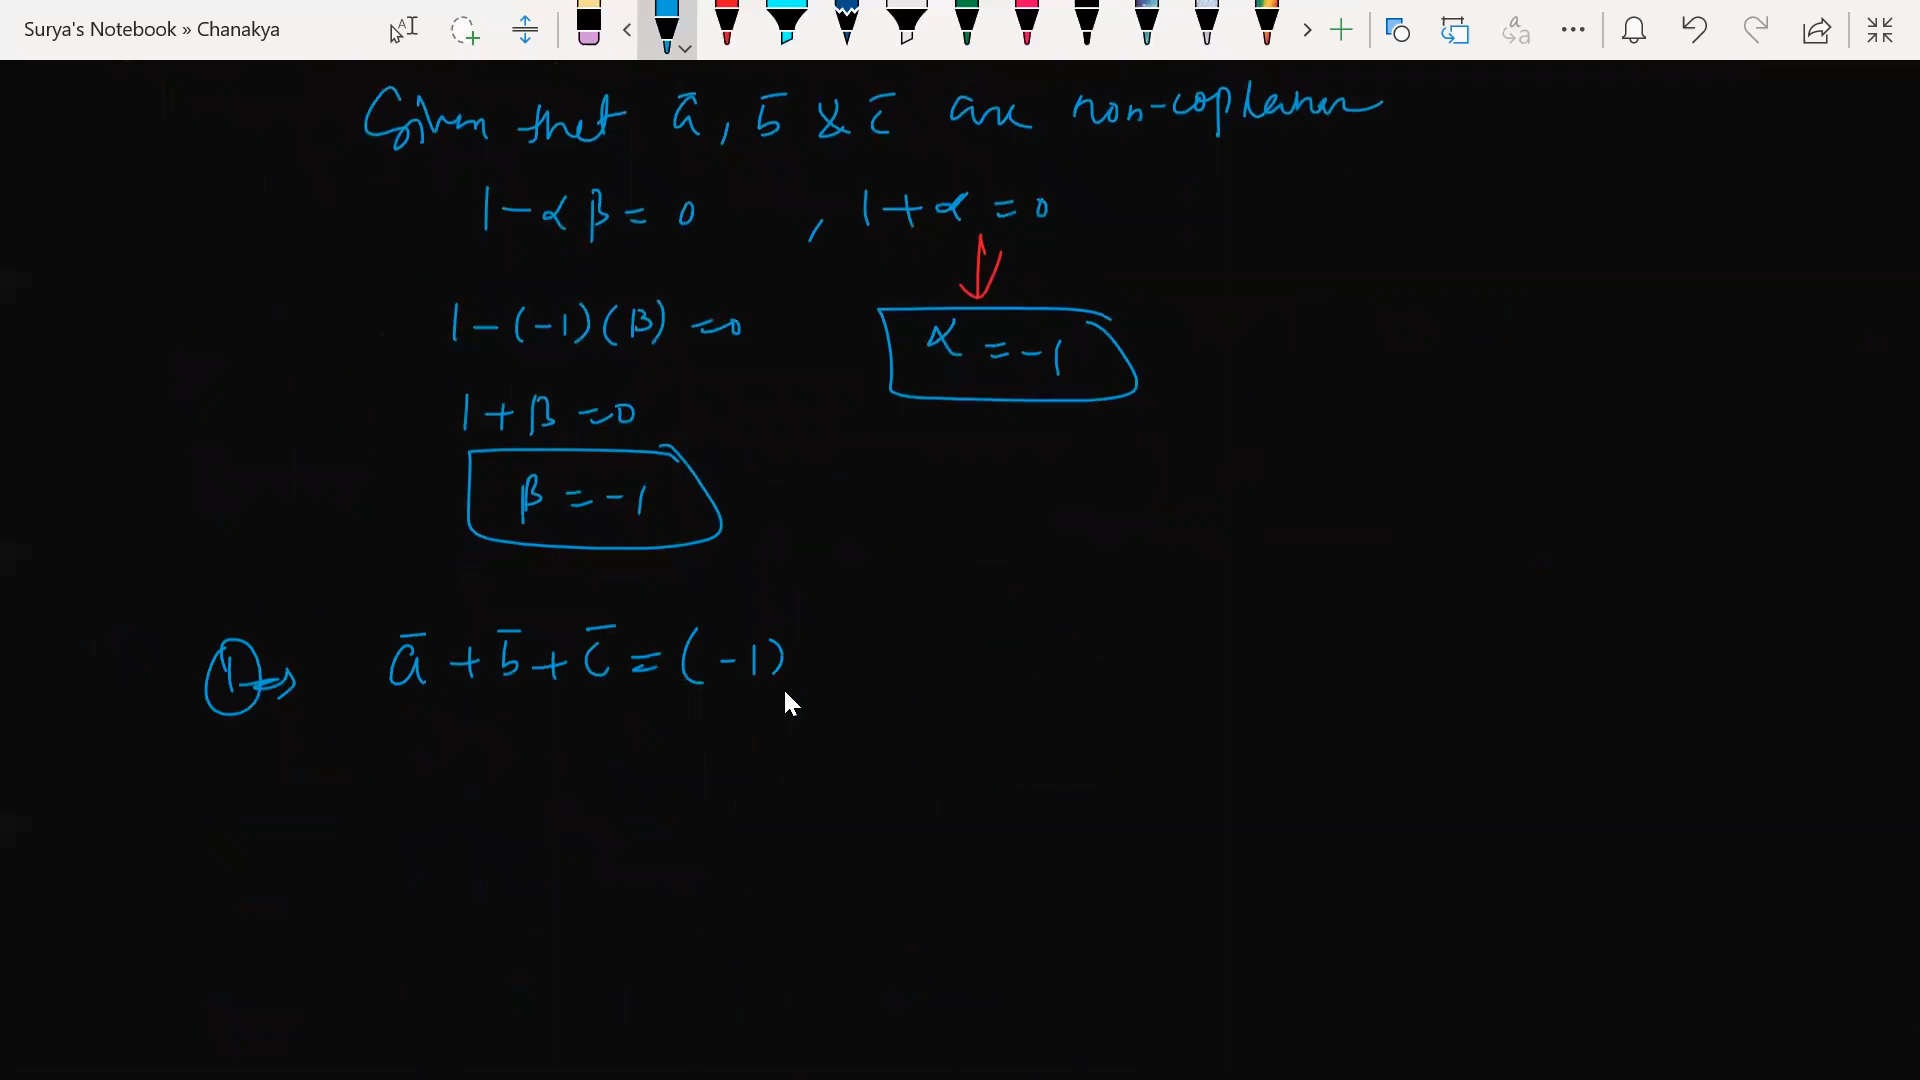 Surya's Notebook » Chanakya
Given that a̅, b̅ & c̅ are non-coplanar
1 - αβ = 0 , 1 + α = 0
1 - (-1)(β) = 0
α = -1
1 + β = 0
β = -1
① ⇒ a̅ + b̅ + c̅ = (-1)